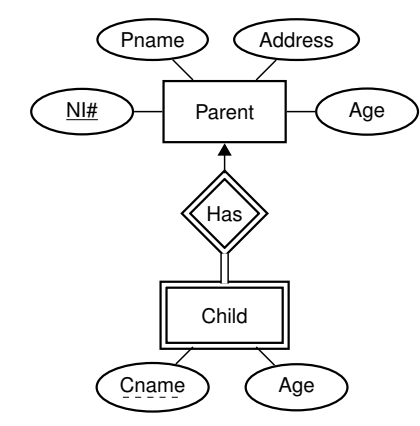 Pname
Address
NI#
Parent
Age
Has
Child
Cname
Age